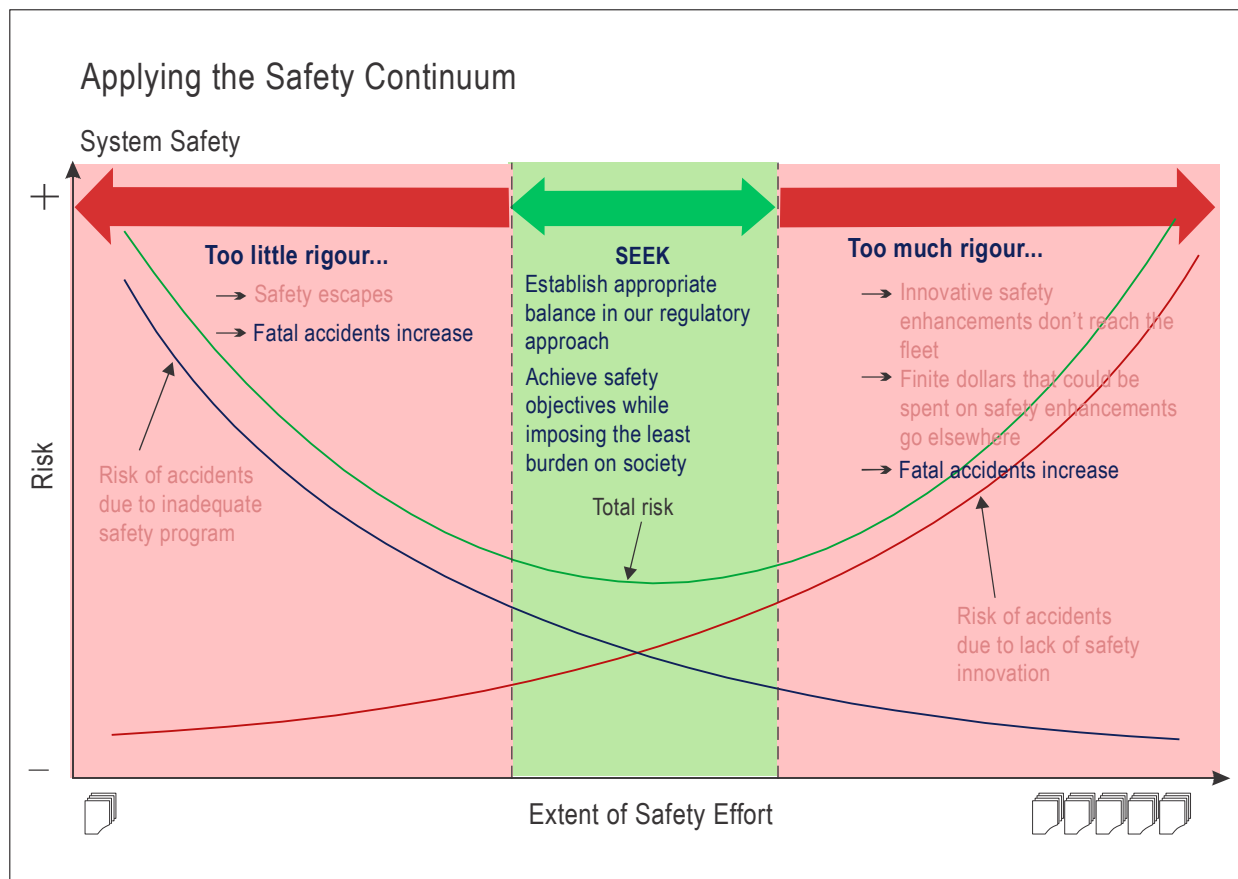 Applying the Safety Continuum
System Safety
+
Too little rigour...
Safety escapes
Fatal accidents increase
SEEK
Establish appropriate
balance in our regulatory
approach
Achieve safety
objectives while
imposing the least
burden on society
Too much rigour...
Innovative safety
enhancements don't reach the
fleet
Finite dollars that could be
spent on safety enhancements
go elsewhere
Fatal accidents increase
Risk
Risk of accidents
due to inadequate
safety program
Total risk
Risk of accidents
due to lack of safety
innovation
–
Extent of Safety Effort